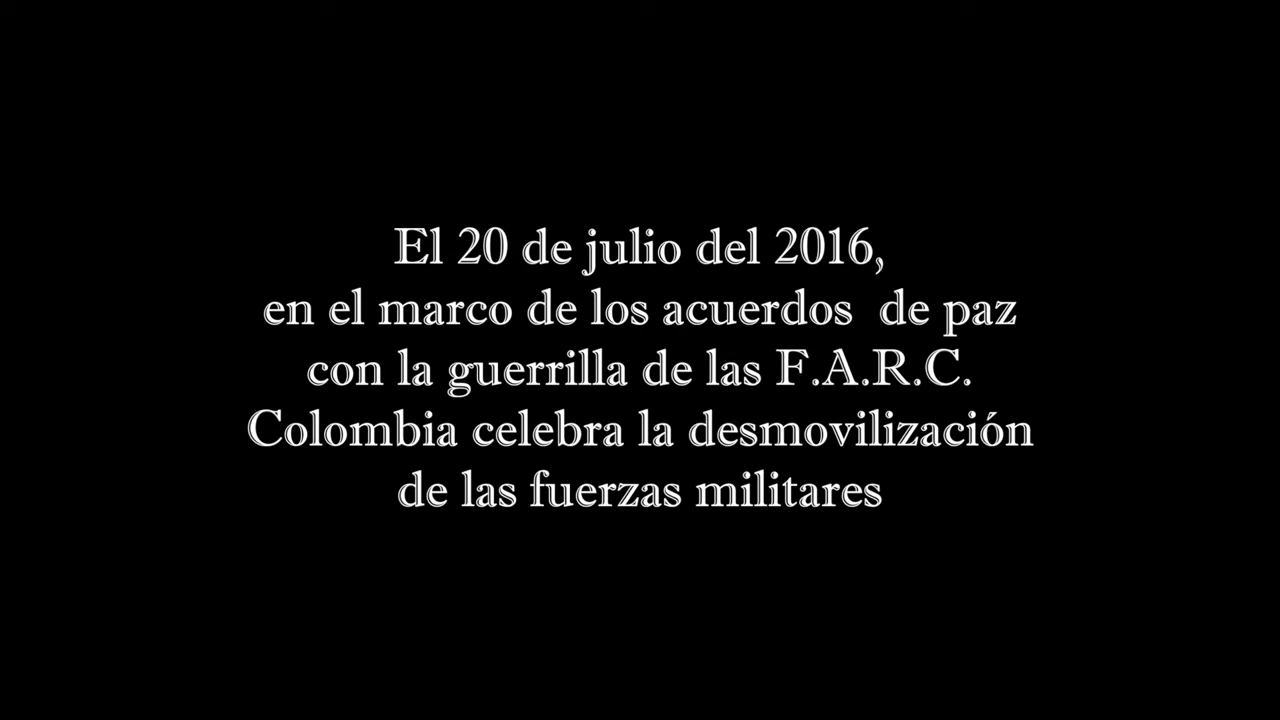 El 20 de julio del 2016,
en el marco de los acuerdos  de paz
con la guerrilla de las F.A.R.C.
Colombia celebra la desmovilización
de las fuerzas militares